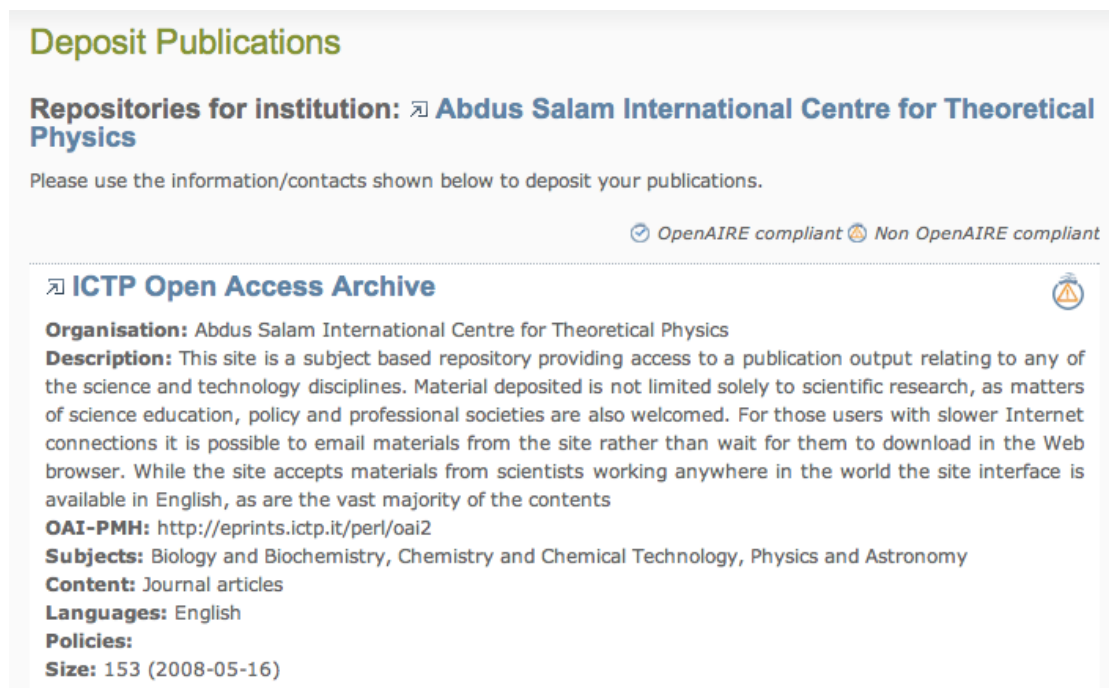 Deposit Publications
Repositories for institution: Abdus Salam International Centre for Theoretical
Physics
Please use the information/contacts shown below to deposit your publications.
OpenAIRE compliant Non OpenAIRE compliant
ICTP Open Access Archive
Organisation: Abdus Salam International Centre for Theoretical Physics
Description: This site is a subject based repository providing access to a publication output relating to any of
the science and technology disciplines. Material deposited is not limited solely to scientific research, as matters
of science education, policy and professional societies are also welcomed. For those users with slower Internet
connections it is possible to email materials from the site rather than wait for them to download in the Web
browser. While the site accepts materials from scientists working anywhere in the world the site interface is
available in English, as are the vast majority of the contents
OAI-PMH: http://eprints.ictp.it/perl/oai2
Subjects: Biology and Biochemistry, Chemistry and Chemical Technology, Physics and Astronomy
Content: Journal articles
Languages: English
Policies:
Size: 153 (2008-05-16)